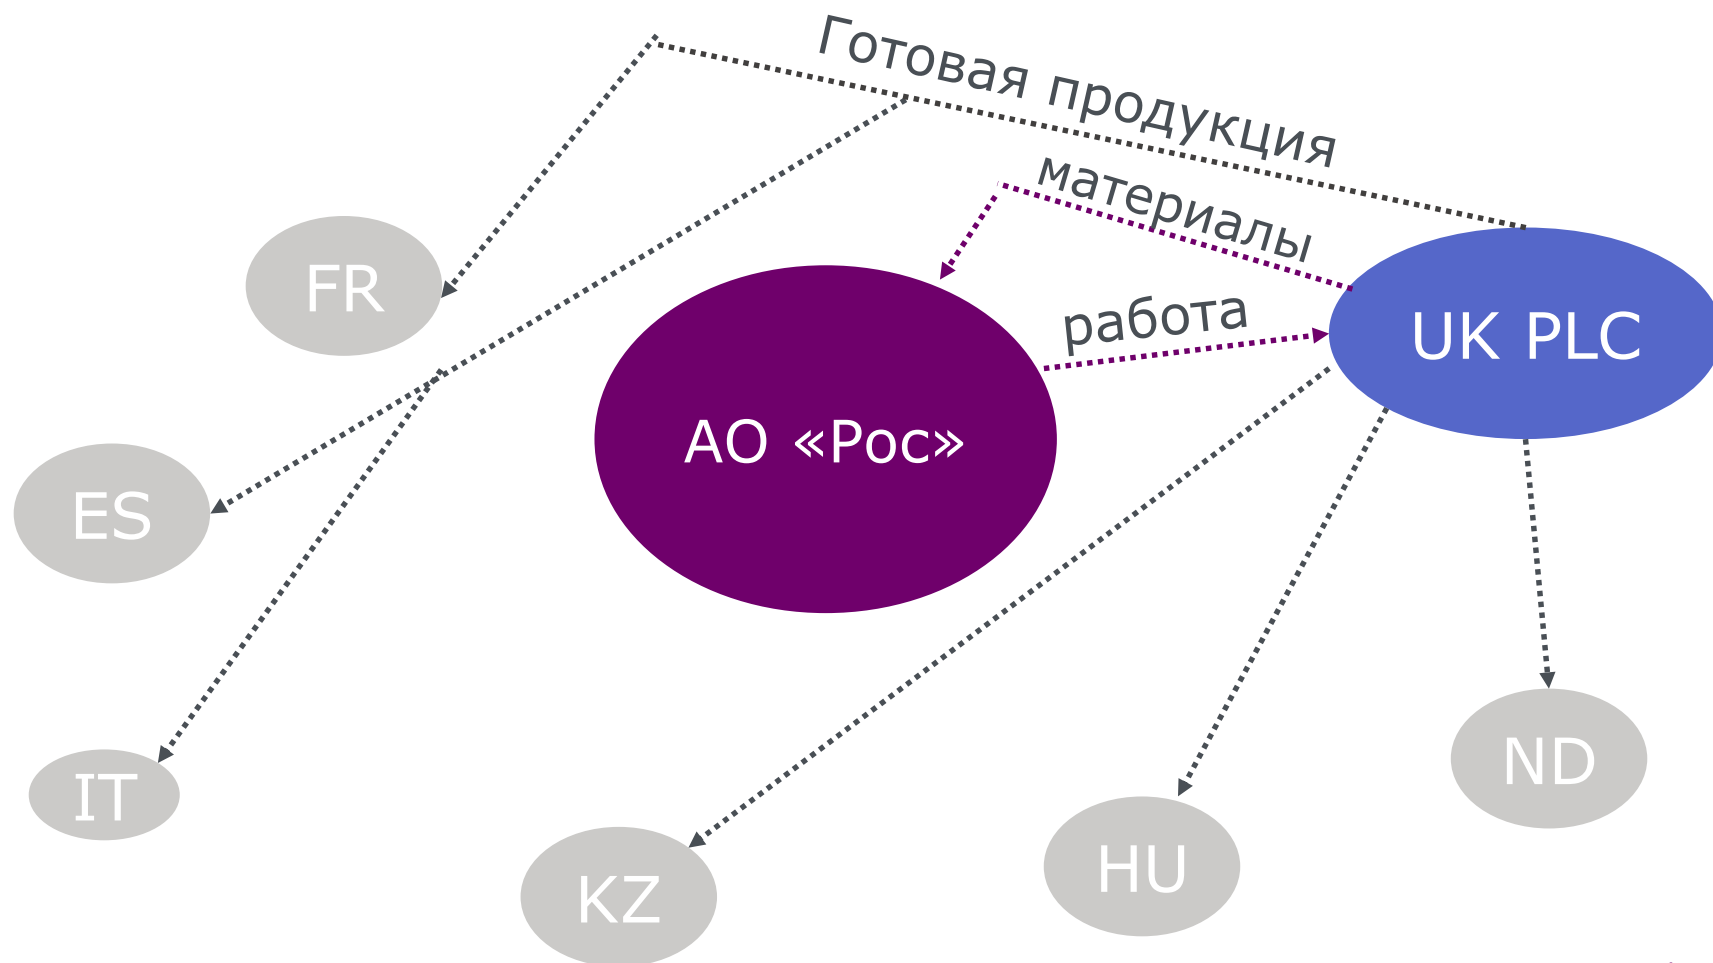 Готовая продукция
материалы
работа
UK PLC
FR
АО «Рос»
ES
IT
KZ
HU
ND